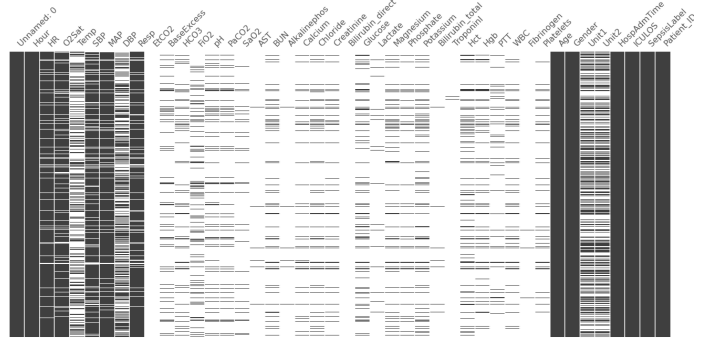 Unnamed: 0
Hour
HR
O2Sat
Temp
SBP
MAP
DBP
Resp
EtCO2
BaseExcess
HCO3
FiO2
pH
PaCO2
SaO2
AST
BUN
Alkalinephos
Calcium
Chloride
Creatinine
Bilirubin_direct
Glucose
Lactate
Magnesium
Phosphate
Potassium
Bilirubin_total
TroponinI
Hct
Hgb
PTT
WBC
Fibrinogen
Platelets
Age
Gender
Unit1
Unit2
HospAdmTime
ICULOS
SepsisLabel
Patient_ID